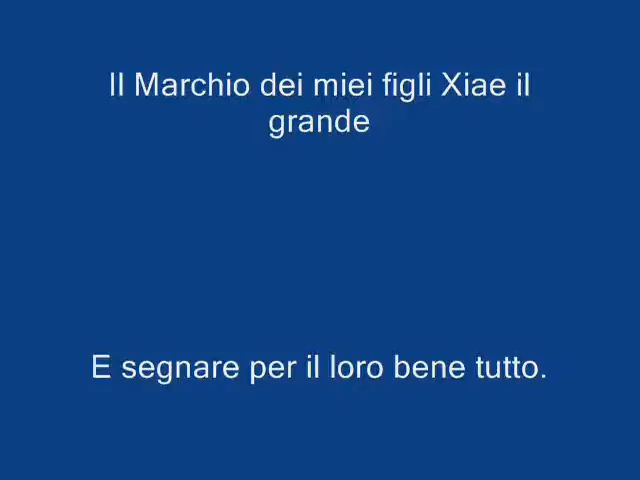 Il Marchio dei miei figli Xiae il
grande
E segnare per il loro bene tutto.